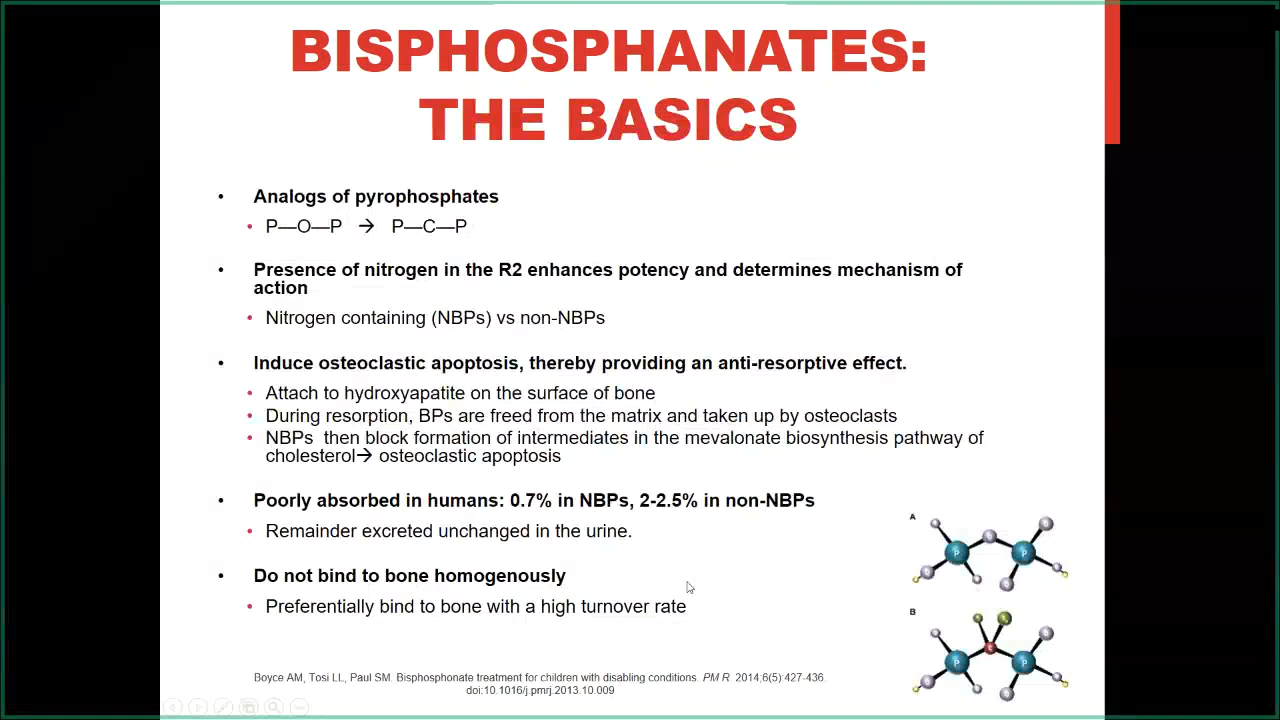 BISPHOSPHANATES:
THE BASICS
• Analogs of pyrophosphates
• P—O—P → P—C—P
• Presence of nitrogen in the R2 enhances potency and determines mechanism of
action
• Nitrogen containing (NBPs) vs non-NBPs
• Induce osteoclastic apoptosis, thereby providing an anti-resorptive effect.
• Attach to hydroxyapatite on the surface of bone
• During resorption, BPs are freed from the matrix and taken up by osteoclasts
• NBPs then block formation of intermediates in the mevalonate biosynthesis pathway of
cholesterol→ osteoclastic apoptosis
• Poorly absorbed in humans: 0.7% in NBPs, 2-2.5% in non-NBPs
• Remainder excreted unchanged in the urine.
• Do not bind to bone homogenously
• Preferentially bind to bone with a high turnover rate
A
P P
B
P P
Boyce AM, Tosi LL, Paul SM. Bisphosphonate treatment for children with disabling conditions. PM R. 2014;6(5):427-436.
doi:10.1016/j.pmrj.2013.10.009